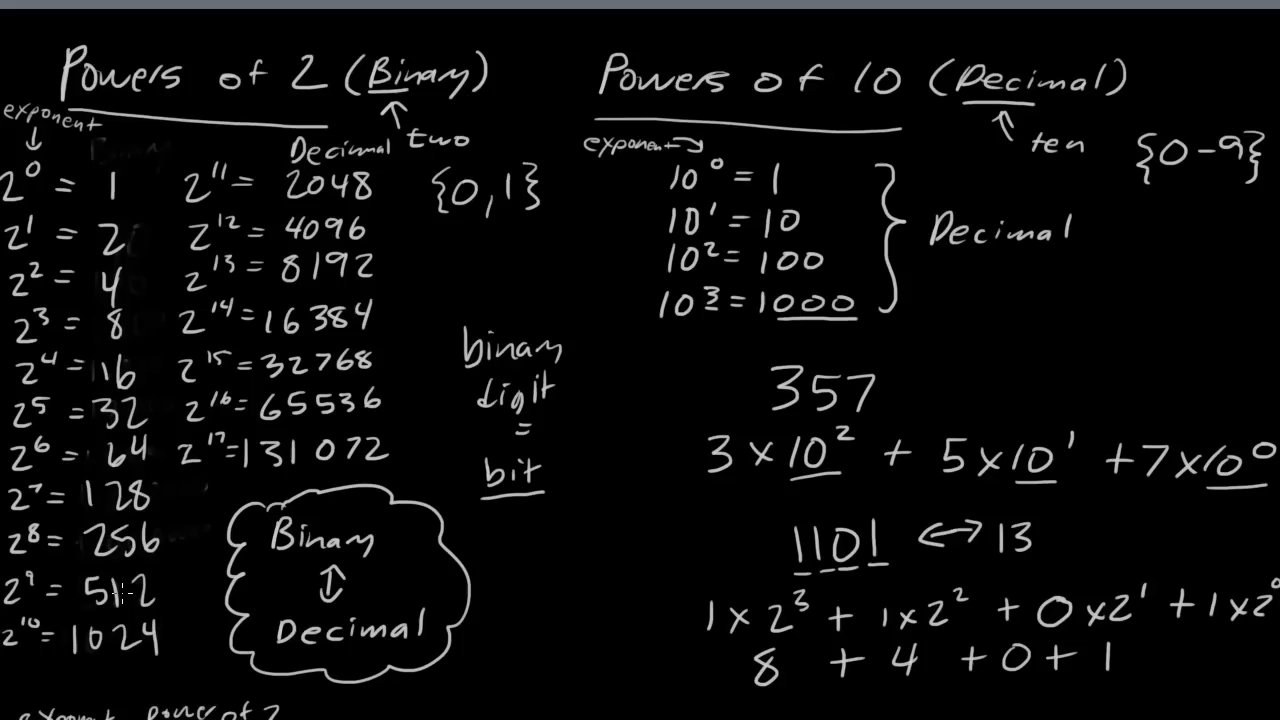 Powers of 2 (Binary)
exponent
two
Decimal
{0,1}
2^0 = 1
2^1 = 2
2^2 = 4
2^3 = 8
2^4 = 16
2^5 = 32
2^6 = 64
2^7 = 128
2^8 = 256
2^9 = 512
2^10 = 1024
2^11 = 2048
2^12 = 4096
2^13 = 8192
2^14 = 16384
2^15 = 32768
2^16 = 65536
2^17 = 131072
binary
digit
=
bit
Binary
↕
Decimal
exponent power of 2
Powers of 10 (Decimal)
exponent →
ten
{0-9}
10^0 = 1
10^1 = 10
10^2 = 100
10^3 = 1000
} Decimal
357
3 × 10^2 + 5 × 10^1 + 7 × 10^0
1101 ↔ 13
1 × 2^3 + 1 × 2^2 + 0 × 2^1 + 1 × 2^0
8 + 4 + 0 + 1